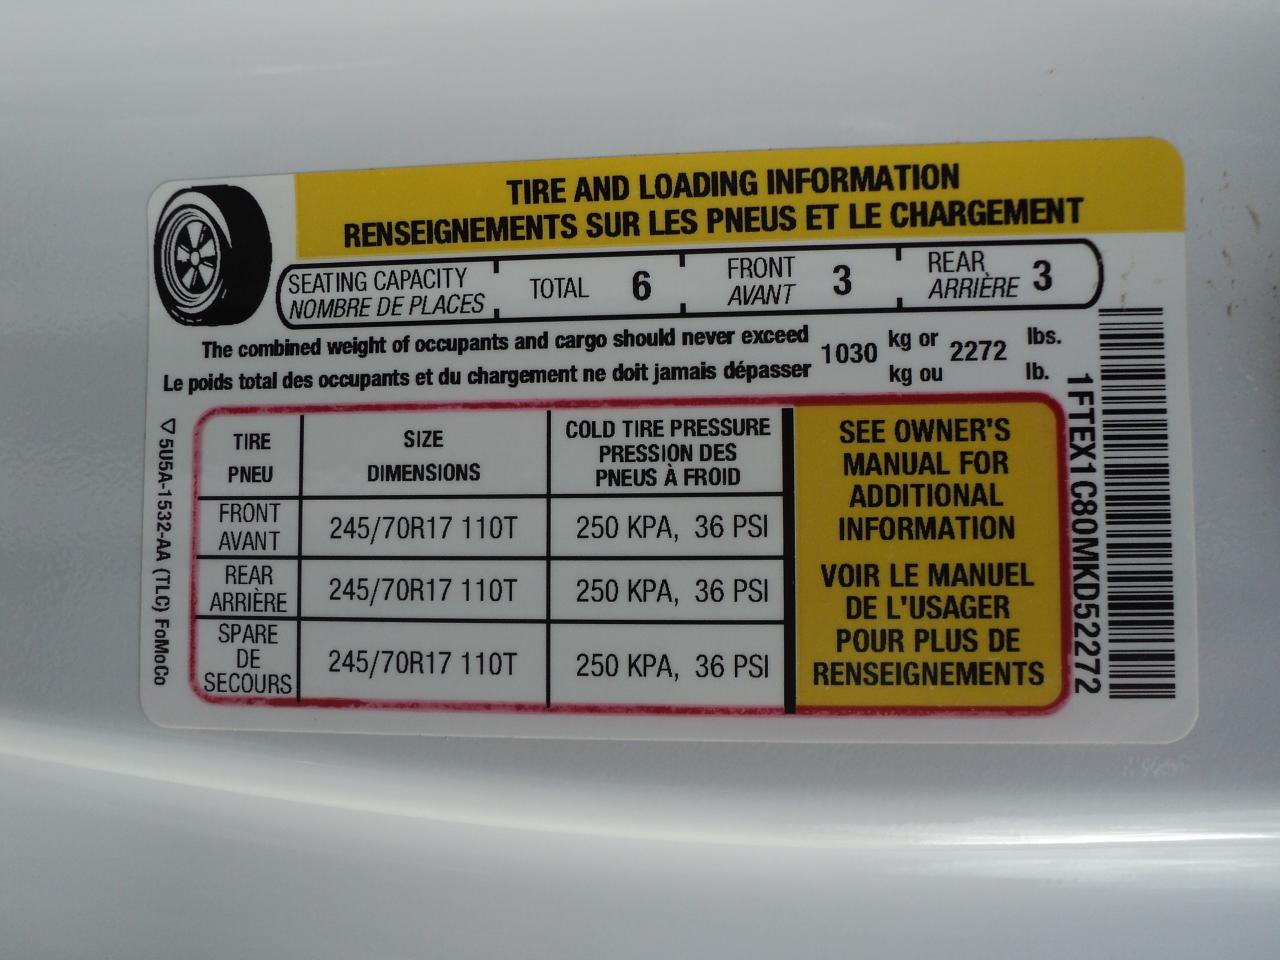 TIRE AND LOADING INFORMATION
RENSEIGNEMENTS SUR LES PNEUS ET LE CHARGEMENT
SEATING CAPACITY TOTAL 6 FRONT 3 REAR 3
NOMBRE DE PLACES AVANT ARRIÈRE
The combined weight of occupants and cargo should never exceed 1030 kg or 2272 lbs.
Le poids total des occupants et du chargement ne doit jamais dépasser kg ou lb.
TIRE SIZE COLD TIRE PRESSURE
PNEU DIMENSIONS PRESSION DES
PNEUS À FROID
FRONT
AVANT 245/70R17 110T 250 KPA, 36 PSI
REAR
ARRIÈRE 245/70R17 110T 250 KPA, 36 PSI
SPARE
DE
SECOURS 245/70R17 110T 250 KPA, 36 PSI
SEE OWNER'S
MANUAL FOR
ADDITIONAL
INFORMATION
VOIR LE MANUEL
DE L'USAGER
POUR PLUS DE
RENSEIGNEMENTS
5U5A-1532-AA (TLC) FoMoCo
1FTEX1C80MKD52272